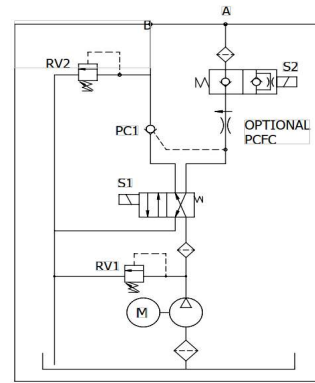 B
A
RV2
S2
PC1
OPTIONAL
PCFC
S1
RV1
M